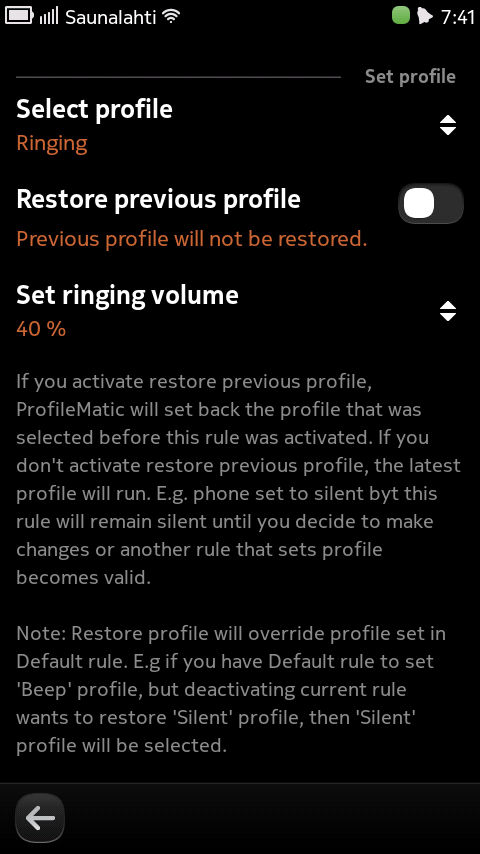 Saunalahti 7:41
Set profile
Select profile
Ringing
Restore previous profile
Previous profile will not be restored.
Set ringing volume
40 %
If you activate restore previous profile,
ProfileMatic will set back the profile that was
selected before this rule was activated. If you
don't activate restore previous profile, the latest
profile will run. E.g. phone set to silent byt this
rule will remain silent until you decide to make
changes or another rule that sets profile
becomes valid.
Note: Restore profile will override profile set in
Default rule. E.g if you have Default rule to set
'Beep' profile, but deactivating current rule
wants to restore 'Silent' profile, then 'Silent'
profile will be selected.